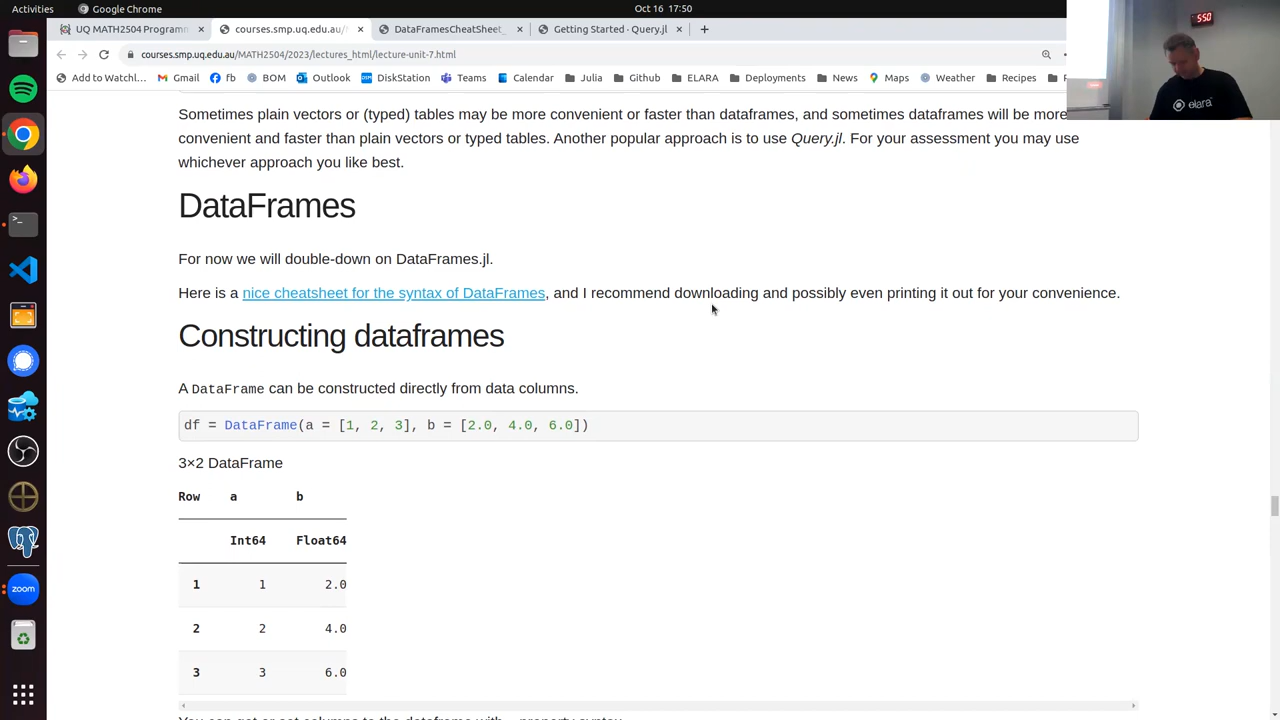 Activities
Google Chrome
Oct 16 17:50
UQ MATH2504 Programm
courses.smp.uq.edu.au/
DataFramesCheatSheet_
Getting Started · Query.jl
courses.smp.uq.edu.au/MATH2504/2023/lectures_html/lecture-unit-7.html
Add to Watchl…
Gmail
fb
BOM
Outlook
DiskStation
Teams
Calendar
Julia
Github
ELARA
Deployments
News
Maps
Weather
Recipes
550
elara
Sometimes plain vectors or (typed) tables may be more convenient or faster than dataframes, and sometimes dataframes will be more
convenient and faster than plain vectors or typed tables. Another popular approach is to use Query.jl. For your assessment you may use
whichever approach you like best.
DataFrames
For now we will double-down on DataFrames.jl.
Here is a nice cheatsheet for the syntax of DataFrames, and I recommend downloading and possibly even printing it out for your convenience.
Constructing dataframes
A DataFrame can be constructed directly from data columns.
df = DataFrame(a = [1, 2, 3], b = [2.0, 4.0, 6.0])
3×2 DataFrame
Row a b
Int64 Float64
1 1 2.0
2 2 4.0
3 3 6.0
zoom